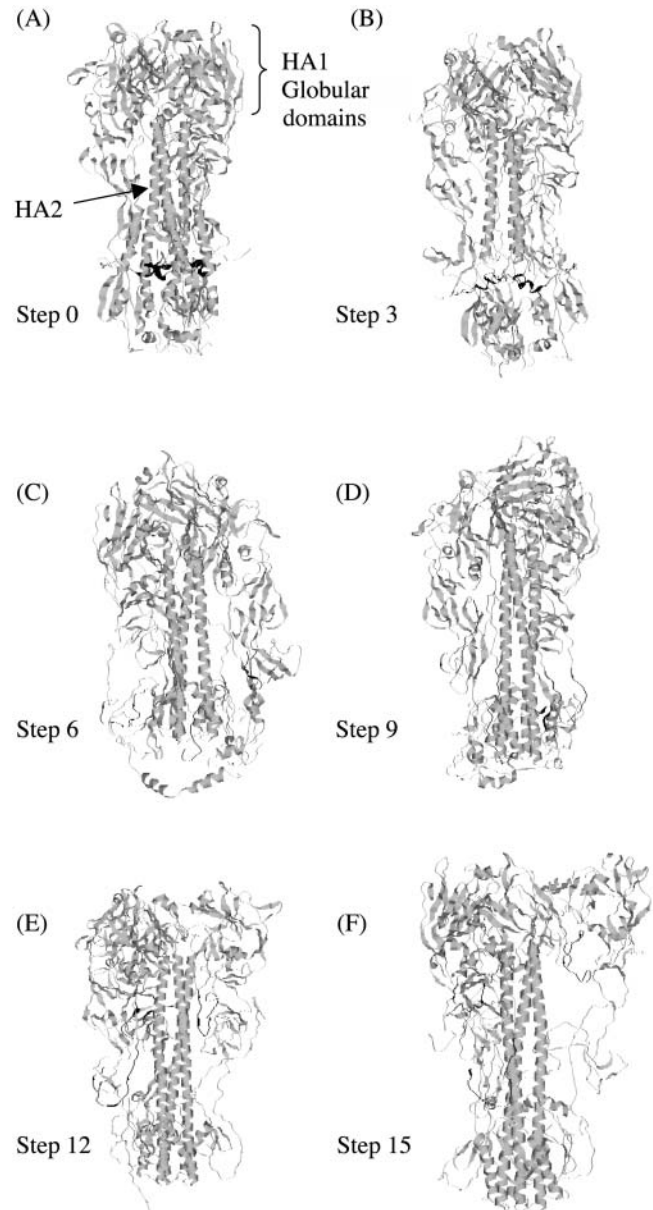 (A)
HA1
Globular
domains
HA2
Step 0
(B)
Step 3
(C)
Step 6
(D)
Step 9
(E)
Step 12
(F)
Step 15